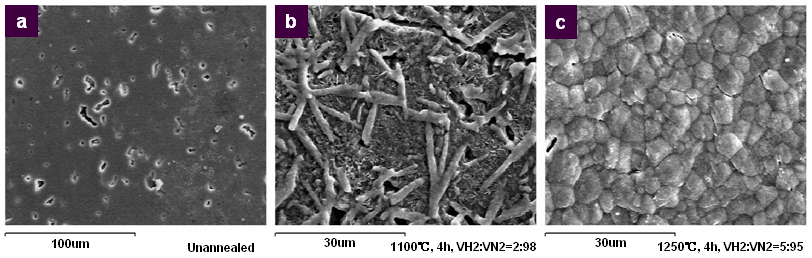 a
b
c
100um
Unannealed
30um
1100℃, 4h, VH2:VN2=2:98
30um
1250℃, 4h, VH2:VN2=5:95